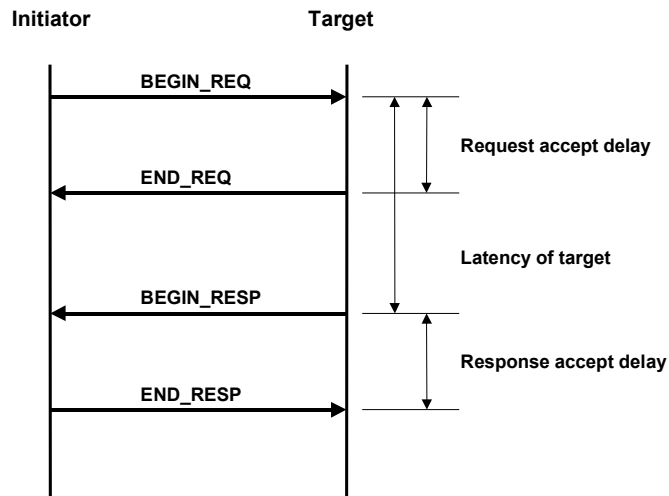 Initiator
Target
BEGIN_REQ
Request accept delay
END_REQ
Latency of target
BEGIN_RESP
Response accept delay
END_RESP